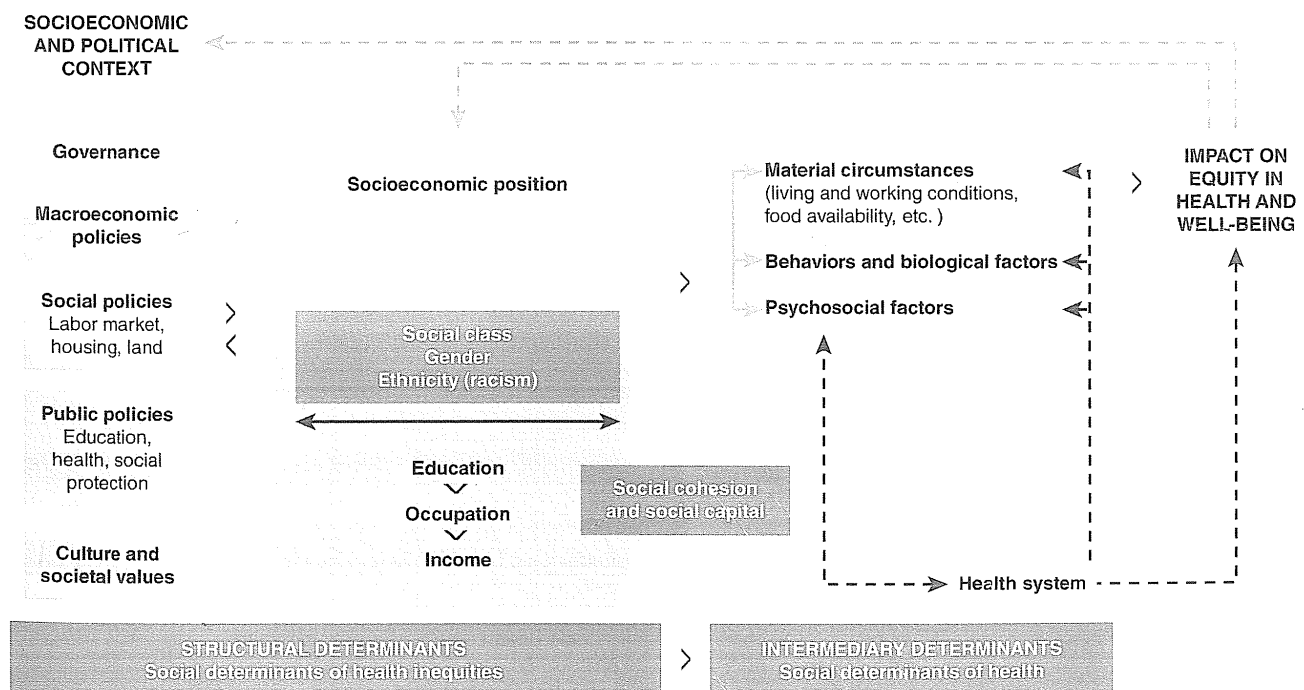 SOCIOECONOMIC
AND POLITICAL
CONTEXT
Governance
Macroeconomic
policies
Social policies
Labor market,
housing, land
Public policies
Education,
health, social
protection
Culture and
societal values
Socioeconomic position
Social class
Gender
Ethnicity (racism)
Education
Occupation
Income
Social cohesion
and social capital
Material circumstances
(living and working conditions,
food availability, etc. )
Behaviors and biological factors
Psychosocial factors
Health system
IMPACT ON
EQUITY IN
HEALTH AND
WELL-BEING
STRUCTURAL DETERMINANTS
Social determinants of health inequities
INTERMEDIARY DETERMINANTS
Social determinants of health